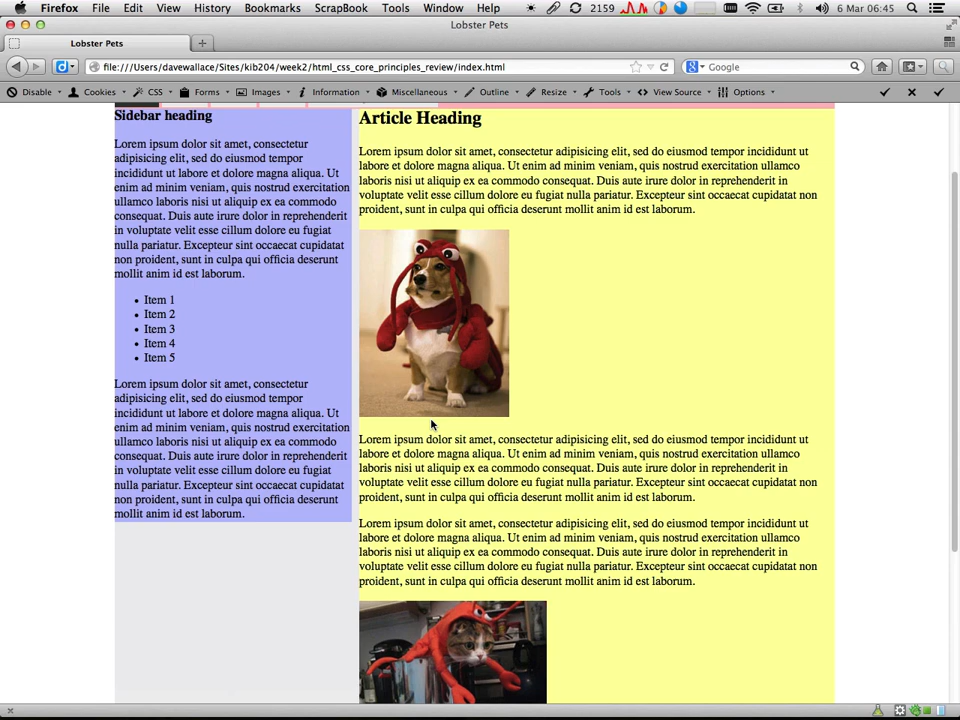 Firefox File Edit View History Bookmarks ScrapBook Tools Window Help 2159 6 Mar 06:45
Lobster Pets
Lobster Pets
file:///Users/davewallace/Sites/kib204/week2/html_css_core_principles_review/index.html Google
Disable Cookies CSS Forms Images Information Miscellaneous Outline Resize Tools View Source Options
Sidebar heading
Lorem ipsum dolor sit amet, consectetur
adipisicing elit, sed do eiusmod tempor
incididunt ut labore et dolore magna
aliqua. Ut
enim ad minim veniam, quis nostrud exercitation
ullamco laboris nisi ut aliquip ex ea commodo
consequat. Duis aute irure dolor in reprehenderit
in voluptate velit esse cillum dolore eu fugiat
nulla pariatur. Excepteur sint occaecat cupidatat
non proident, sunt in culpa qui officia deserunt
mollit anim id est laborum.
Item 1
Item 2
Item 3
Item 4
Item 5
Lorem ipsum dolor sit amet, consectetur
adipisicing elit, sed do eiusmod tempor
incididunt ut labore et dolore magna aliqua. Ut
enim ad minim veniam, quis nostrud exercitation
ullamco laboris nisi ut aliquip ex ea commodo
consequat. Duis aute irure dolor in reprehenderit
in voluptate velit esse cillum dolore eu fugiat
nulla pariatur. Excepteur sint occaecat cupidatat
non proident, sunt in culpa qui officia deserunt
mollit anim id est laborum.
Article Heading
Lorem ipsum dolor sit amet, consectetur adipisicing elit, sed do eiusmod tempor incididunt ut
labore et dolore magna aliqua. Ut enim ad minim veniam, quis nostrud exercitation ullamco
laboris nisi ut aliquip ex ea commodo consequat. Duis aute irure dolor in reprehenderit in
voluptate velit esse cillum dolore eu fugiat nulla pariatur. Excepteur sint occaecat cupidatat non
proident, sunt in culpa qui officia deserunt mollit anim id est laborum.
Lorem ipsum dolor sit amet, consectetur adipisicing elit, sed do eiusmod tempor incididunt ut
labore et dolore magna aliqua. Ut enim ad minim veniam, quis nostrud exercitation ullamco
laboris nisi ut aliquip ex ea commodo consequat. Duis aute irure dolor in reprehenderit in
voluptate velit esse cillum dolore eu fugiat nulla pariatur. Excepteur sint occaecat cupidatat non
proident, sunt in culpa qui officia deserunt mollit anim id est laborum.
Lorem ipsum dolor sit amet, consectetur adipisicing elit, sed do eiusmod tempor incididunt ut
labore et dolore magna aliqua. Ut enim ad minim veniam, quis nostrud exercitation ullamco
laboris nisi ut aliquip ex ea commodo consequat. Duis aute irure dolor in reprehenderit in
voluptate velit esse cillum dolore eu fugiat nulla pariatur. Excepteur sint occaecat cupidatat non
proident, sunt in culpa qui officia deserunt mollit anim id est laborum.